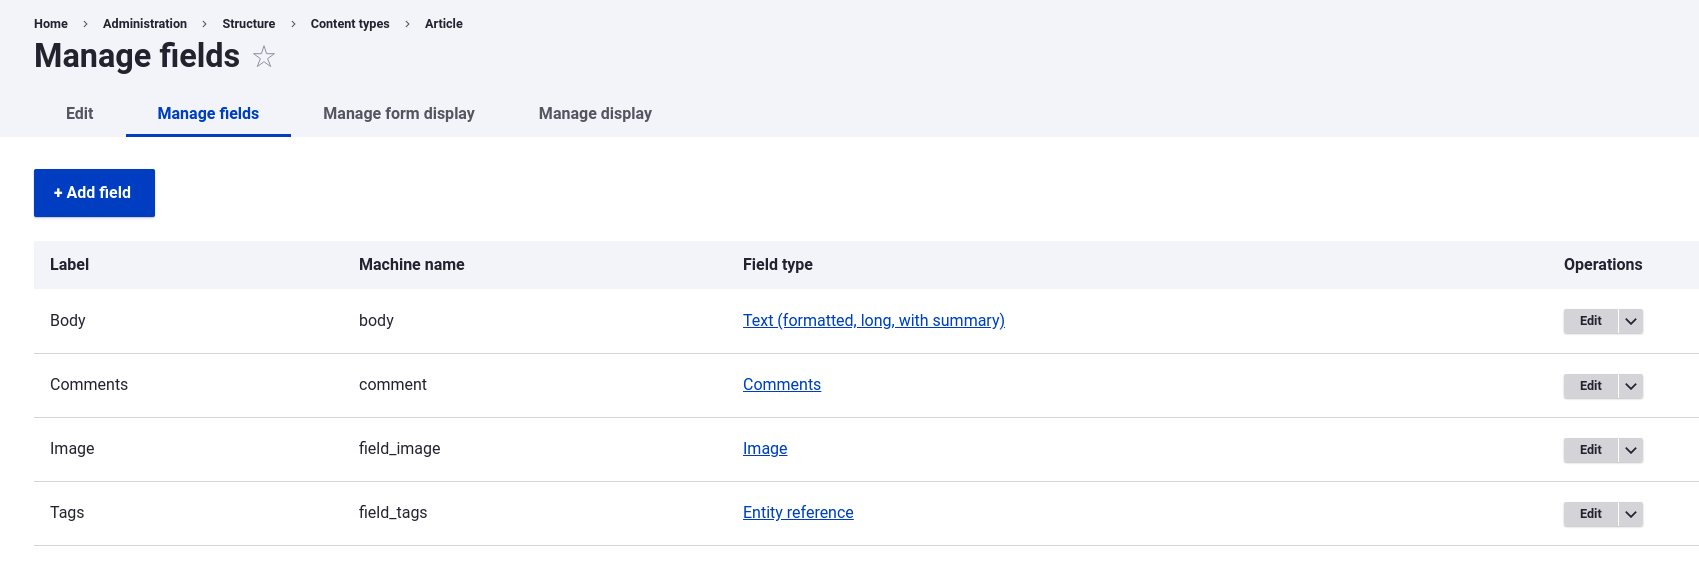 Home > Administration > Structure > Content types > Article
Manage fields
Edit Manage fields Manage form display Manage display
+ Add field
Label Machine name Field type Operations
Body body Text (formatted, long, with summary) Edit
Comments comment Comments Edit
Image field_image Image Edit
Tags field_tags Entity reference Edit